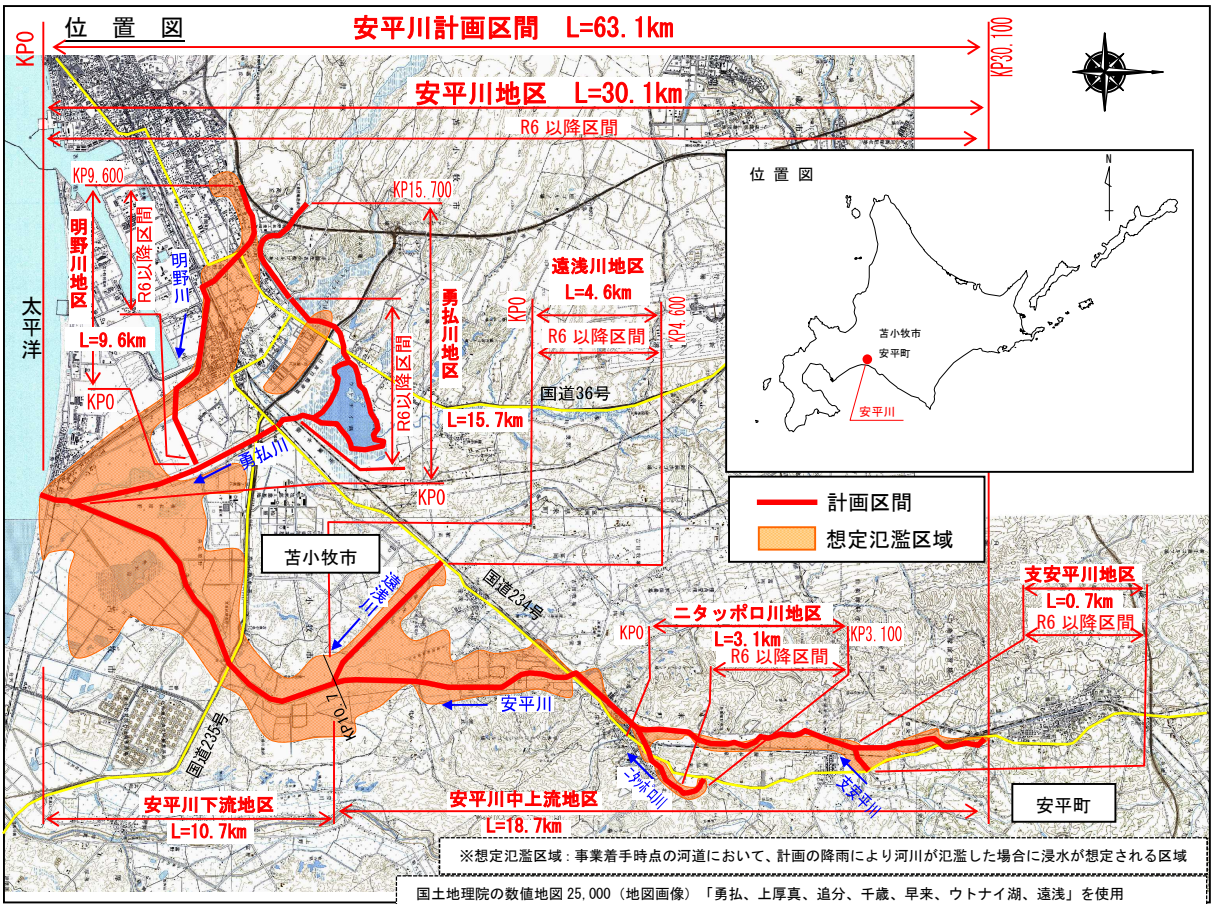 位 置 図
安平川計画区間 L=63.1km
KP0
KP30.100
安平川地区 L=30.1km
R6 以降区間
KP9.600
KP15.700
明野川地区
R6以降区間
明野川
L=9.6km
KP0
太平洋
勇払川地区
R6以降区間
L=15.7km
KP0
遠浅川地区
L=4.6km
KP0
R6 以降区間
KP4.600
国道36号
勇払川
位 置 図
N
苫小牧市
安平町
安平川
計画区間
想定氾濫区域
苫小牧市
遠浅川
国道234号
ニタッポロ川地区
KP0
L=3.1km
KP3.100
R6 以降区間
支安平川地区
L=0.7km
R6 以降区間
KP10.7
安平川
国道235号
ニタッポロ川
支安平川
安平町
安平川下流地区
L=10.7km
安平川中上流地区
L=18.7km
※想定氾濫区域：事業着手時点の河道において、計画の降雨により河川が氾濫した場合に浸水が想定される区域
国土地理院の数値地図 25,000（地図画像）「勇払、上厚真、追分、千歳、早来、ウトナイ湖、遠浅」を使用